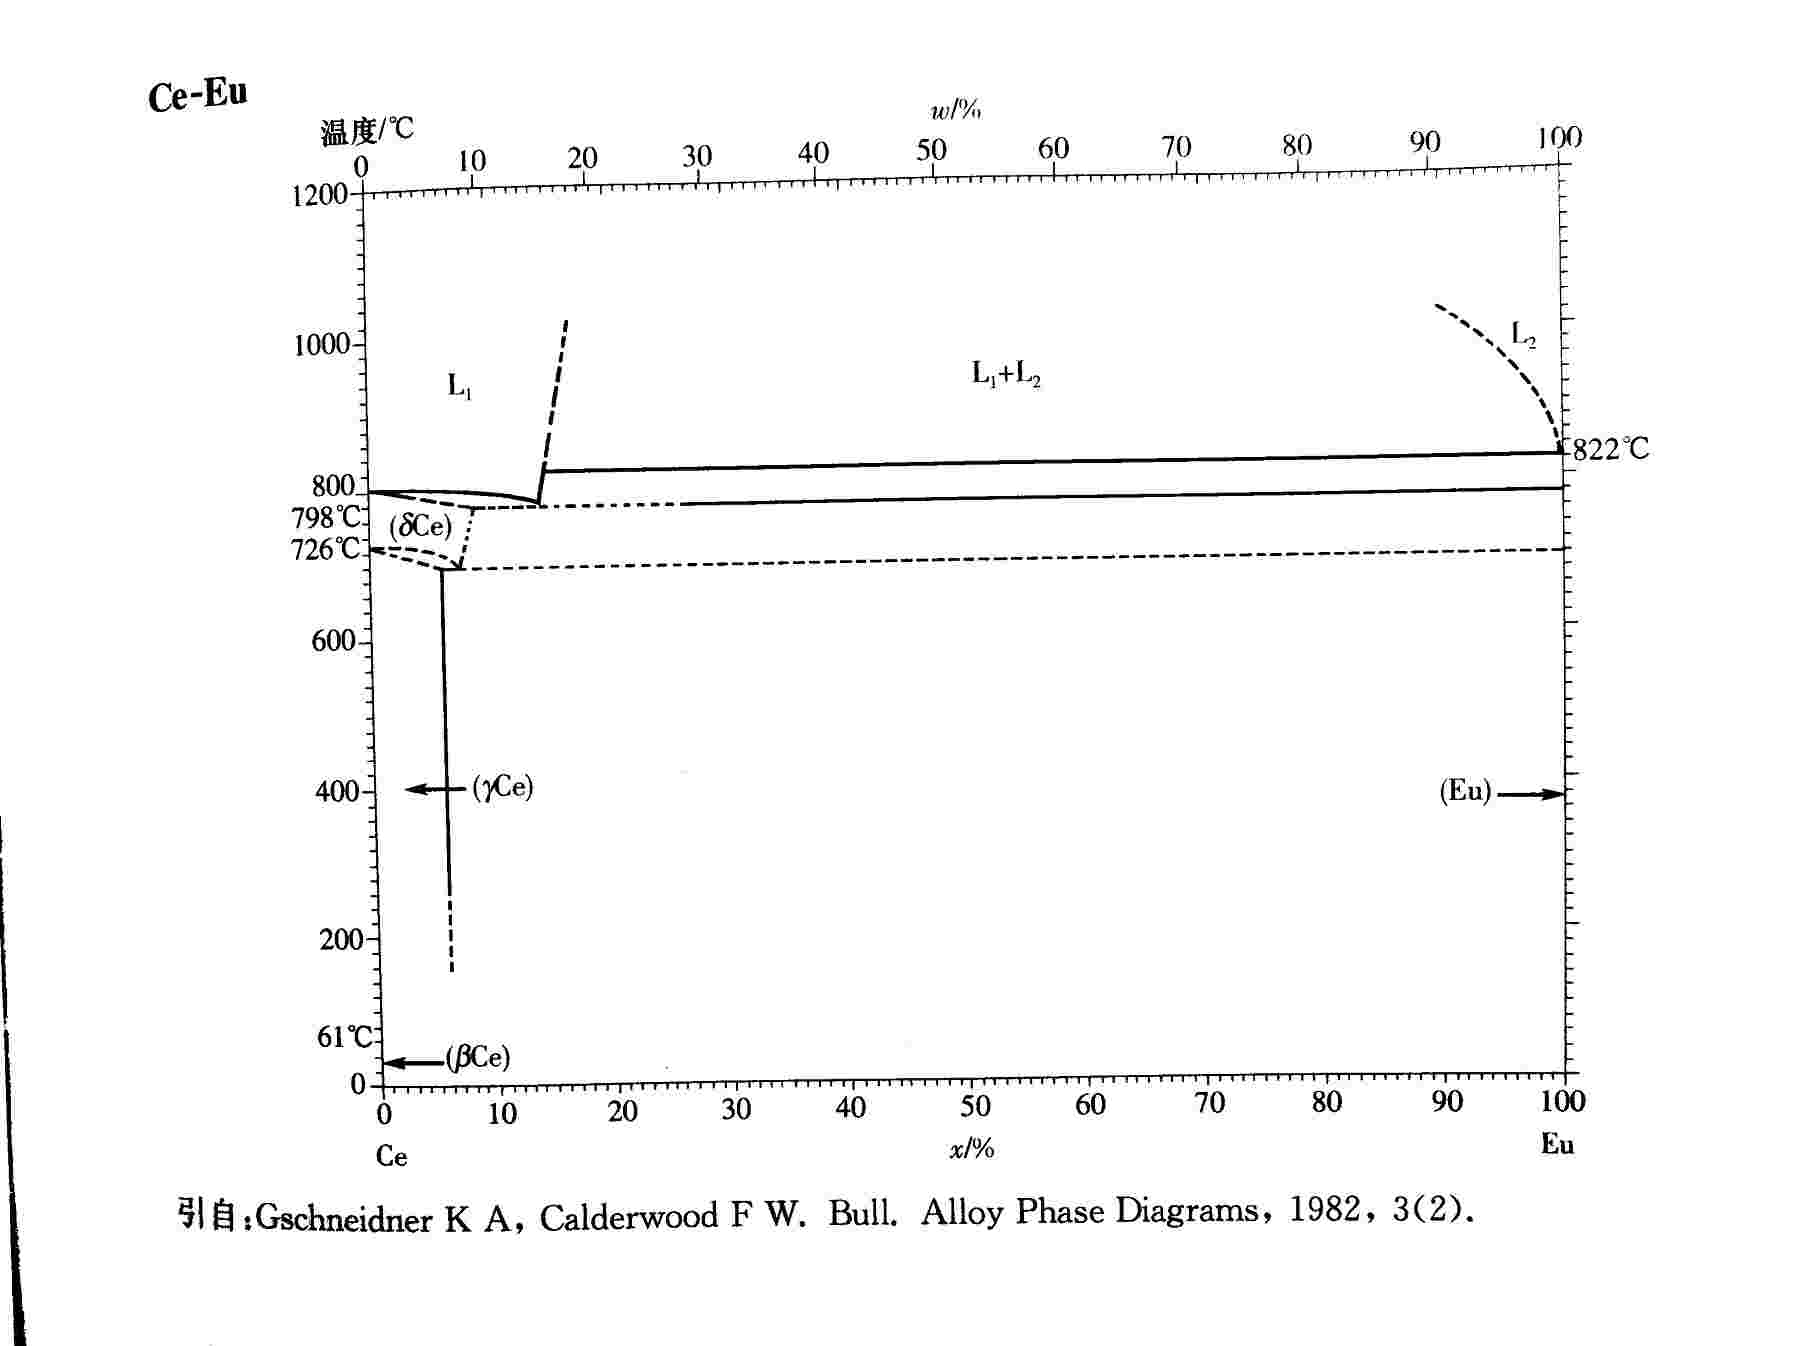 Ce-Eu
w/%
温度/℃
0 10 20 30 40 50 60 70 80 90 100
1200
1000
L₁
L₁+L₂
L₂
822℃
800
798℃
(δCe)
726℃
600
400
(γCe)
(Eu)
200
61℃
(βCe)
0
0 10 20 30 40 50 60 70 80 90 100
Ce
x/%
Eu
引自:Gschneidner K A, Calderwood F W. Bull. Alloy Phase Diagrams, 1982, 3(2).